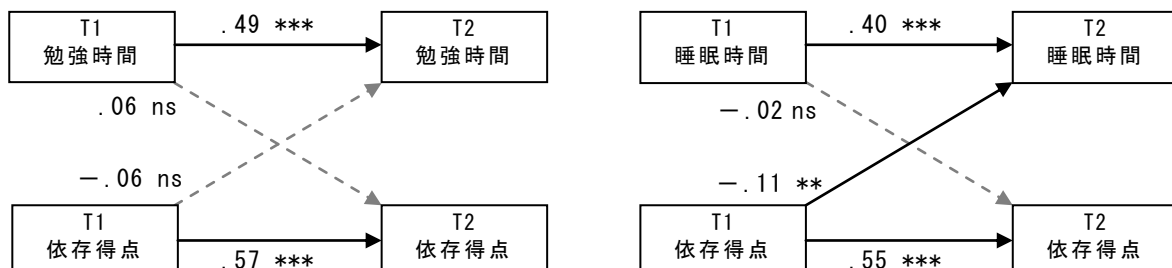 T1
勉強時間
.49 ***
T2
勉強時間
.06 ns
-.06 ns
T1
依存得点
.57 ***
T2
依存得点
T1
睡眠時間
.40 ***
T2
睡眠時間
-.02 ns
-.11 **
T1
依存得点
.55 ***
T2
依存得点